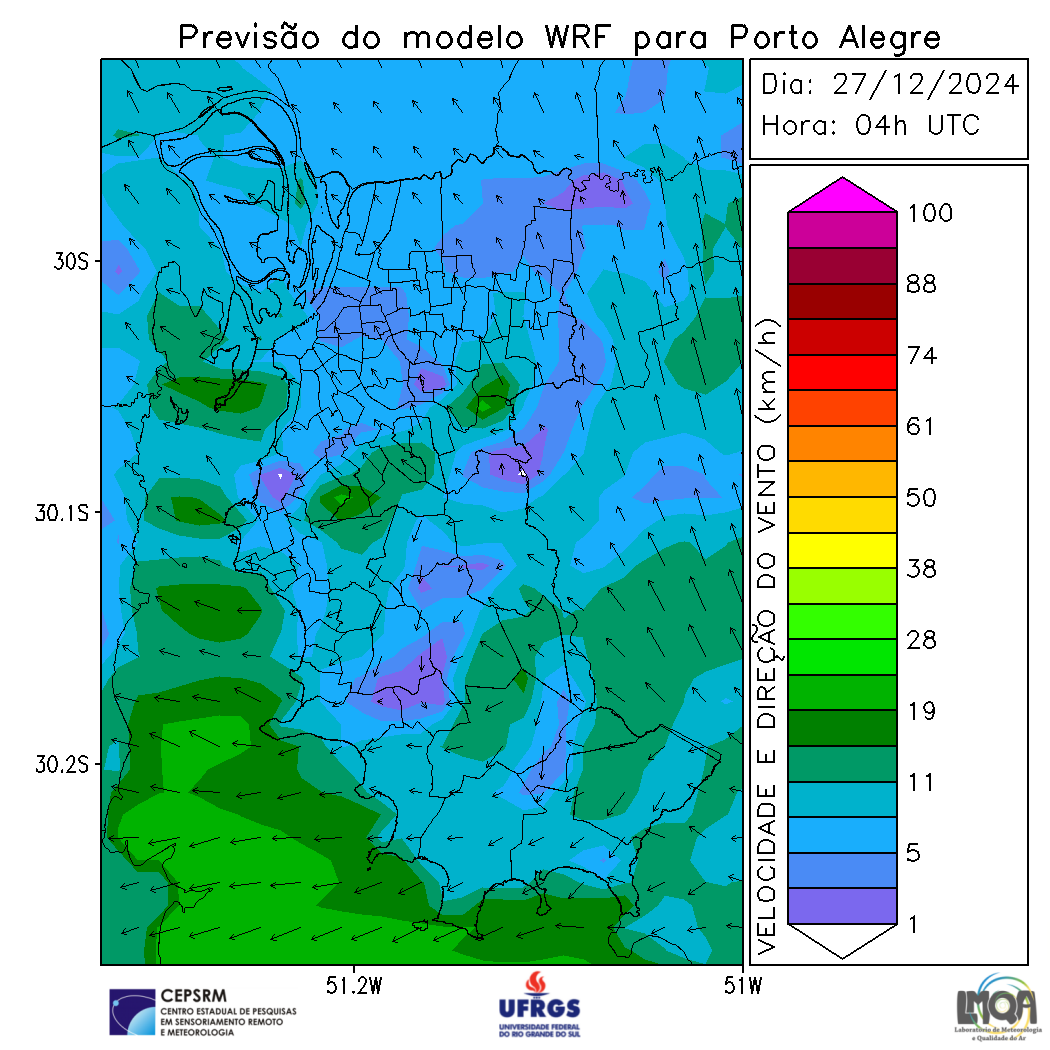 Previsão do modelo WRF para Porto Alegre
Dia: 27/12/2024
Hora: 04h UTC
30S
30.1S
30.2S
51.2W
51W
VELOCIDADE E DIREÇÃO DO VENTO (km/h)
100
88
74
61
50
38
28
19
11
5
1
CEPSRM
CENTRO ESTADUAL DE PESQUISAS
EM SENSORIAMENTO REMOTO
E METEOROLOGIA
UFRGS
UNIVERSIDADE FEDERAL
DO RIO GRANDE DO SUL
LMQA
Laboratório de Meteorologia
e Qualidade do Ar